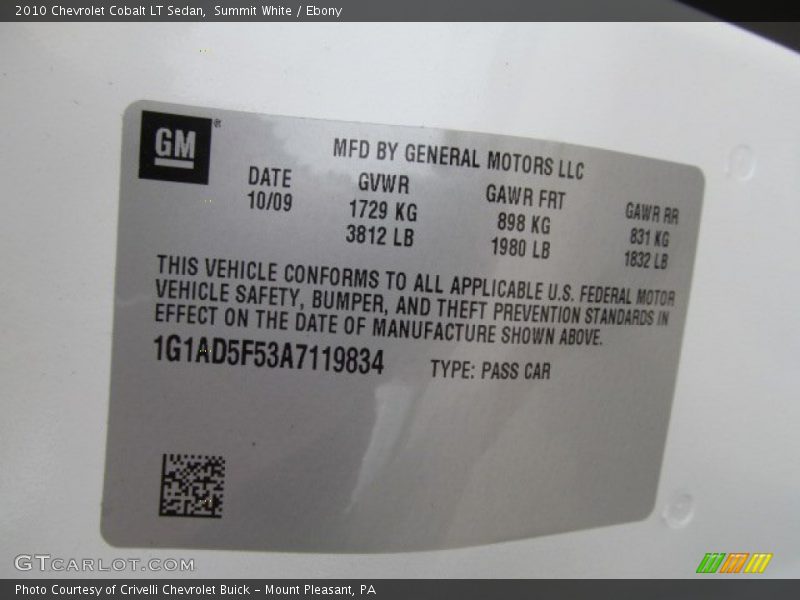 2010 Chevrolet Cobalt LT Sedan, Summit White / Ebony
GM ®
MFD BY GENERAL MOTORS LLC
DATE GVWR GAWR FRT GAWR RR
10/09 1729 KG 898 KG 831 KG
3812 LB 1980 LB 1832 LB
THIS VEHICLE CONFORMS TO ALL APPLICABLE U.S. FEDERAL MOTOR
VEHICLE SAFETY, BUMPER, AND THEFT PREVENTION STANDARDS IN
EFFECT ON THE DATE OF MANUFACTURE SHOWN ABOVE.
1G1AD5F53A7119834 TYPE: PASS CAR
GTCARLOT.COM
Photo Courtesy of Crivelli Chevrolet Buick – Mount Pleasant, PA